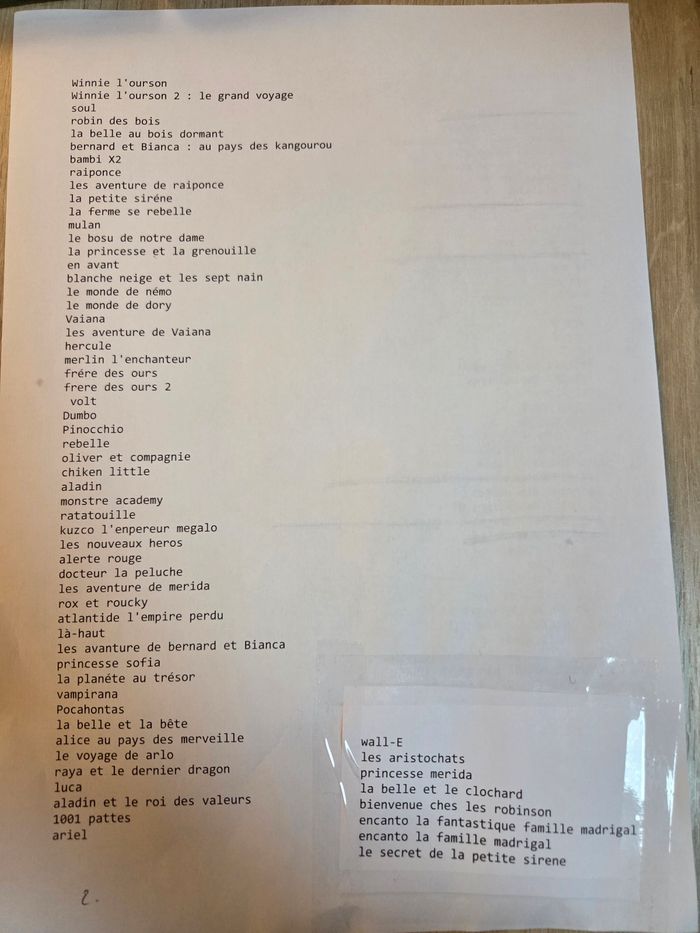 Winnie l'ourson
Winnie l'ourson 2 : le grand voyage
soul
robin des bois
la belle au bois dormant
bernard et Bianca : au pays des kangourou
bambi X2
raiponce
les aventure de raiponce
la petite siréne
la ferme se rebelle
mulan
le bosu de notre dame
la princesse et la grenouille
en avant
blanche neige et les sept nain
le monde de némo
le monde de dory
Vaiana
les aventure de Vaiana
hercule
merlin l'enchanteur
frére des ours
frere des ours 2
volt
Dumbo
Pinocchio
rebelle
oliver et compagnie
chiken little
aladin
monstre academy
ratatouille
kuzco l'enpereur megalo
les nouveaux heros
alerte rouge
docteur la peluche
les aventure de merida
rox et roucky
atlantide l'empire perdu
là-haut
les avanture de bernard et Bianca
princesse sofia
la planéte au trésor
vampirana
Pocahontas
la belle et la bête
alice au pays des merveille
le voyage de arlo
raya et le dernier dragon
luca
aladin et le roi des valeurs
1001 pattes
ariel
wall-E
les aristochats
princesse merida
la belle et le clochard
bienvenue ches les robinson
encanto la fantastique famille madrigal
encanto la famille madrigal
le secret de la petite sirene
2.